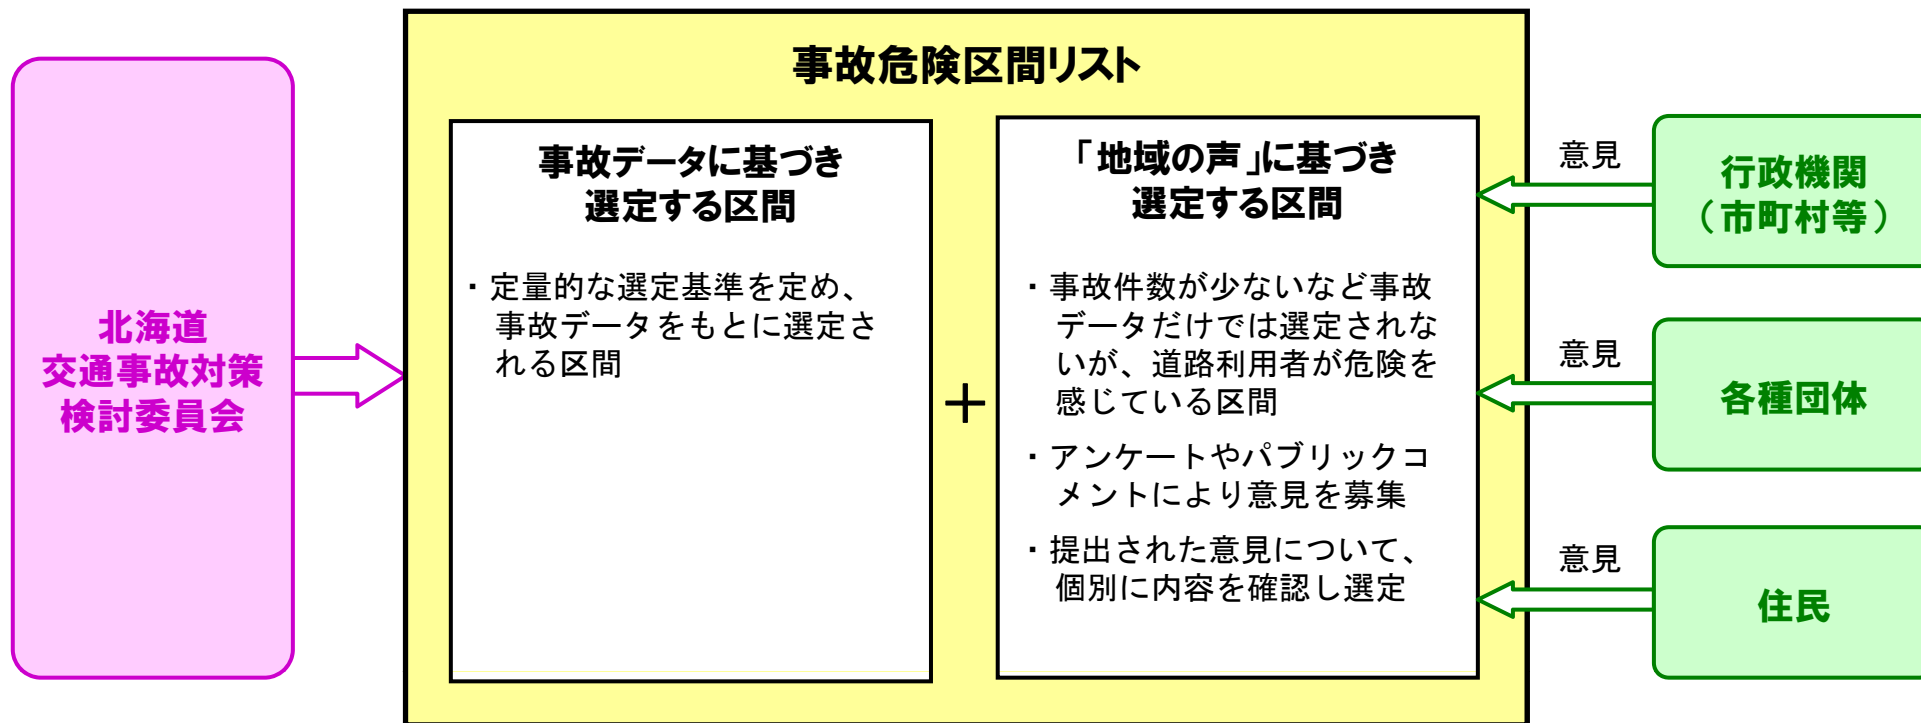 事故危険区間リスト
北海道
交通事故対策
検討委員会
事故データに基づき
選定する区間
・定量的な選定基準を定め、
事故データをもとに選定さ
れる区間
＋
「地域の声」に基づき
選定する区間
・事故件数が少ないなど事故
データだけでは選定されな
いが、道路利用者が危険を
感じている区間
・アンケートやパブリックコ
メントにより意見を募集
・提出された意見について、
個別に内容を確認し選定
意見
行政機関
（市町村等）
意見
各種団体
意見
住民